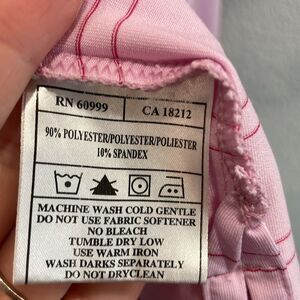 RN 60999 CA 18212
90% POLYESTER/POLYESTER/POLIESTER
10% SPANDEX
MACHINE WASH COLD GENTLE
DO NOT USE FABRIC SOFTENER
NO BLEACH
TUMBLE DRY LOW
USE WARM IRON
WASH DARKS SEPARATELY
DO NOT DRYCLEAN